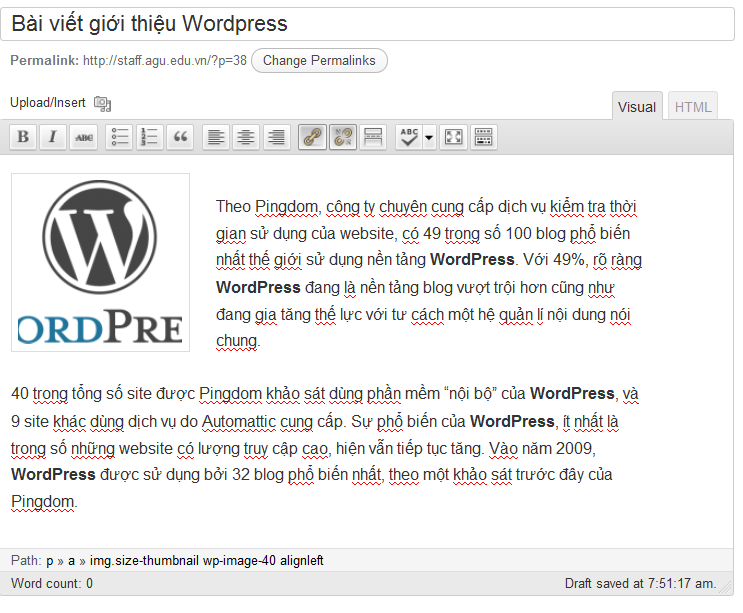 Bài viết giới thiệu Wordpress
Permalink: http://staff.agu.edu.vn/?p=38 Change Permalinks
Upload/Insert
Visual HTML
B I ABC ABC
ORDPRE
Theo Pingdom, công ty chuyên cung cấp dịch vụ kiểm tra thời
gian sử dụng của website, có 49 trong số 100 blog phổ biến
nhất thế giới sử dụng nền tảng WordPress. Với 49%, rõ ràng
WordPress đang là nền tảng blog vượt trội hơn cũng như
đang gia tăng thế lực với tư cách một hệ quản lí nội dung nói
chung.
40 trong tổng số site được Pingdom khảo sát dùng phần mềm “nội bộ” của WordPress, và
9 site khác dùng dịch vụ do Automattic cung cấp. Sự phổ biến của WordPress, ít nhất là
trong số những website có lượng truy cập cao, hiện vẫn tiếp tục tăng. Vào năm 2009,
WordPress được sử dụng bởi 32 blog phổ biến nhất, theo một khảo sát trước đây của
Pingdom.
Path: p » a » img.size-thumbnail wp-image-40 alignleft
Word count: 0 Draft saved at 7:51:17 am.